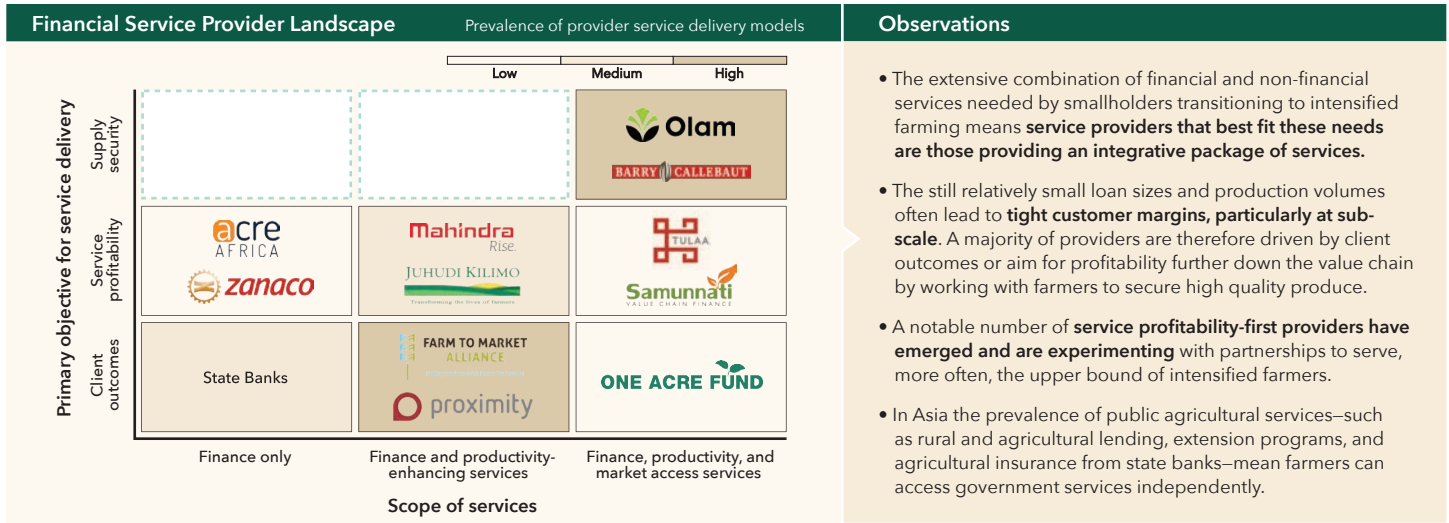 Financial Service Provider Landscape
Prevalence of provider service delivery models
Low
Medium
High
Primary objective for service delivery
Supply
security
Olam
BARRY CALLEBAUT
Service
profitability
acre
AFRICA
zanaco
Mahindra
Rise.
JUHUDI KILIMO
Transforming the lives of farmers
TULAA
Samunnati
VALUE CHAIN FINANCE
Client
outcomes
State Banks
FARM TO MARKET
ALLIANCE
proximity
ONE ACRE FUND
Finance only
Finance and productivity-
enhancing services
Finance, productivity, and
market access services
Scope of services
Observations
• The extensive combination of financial and non-financial
services needed by smallholders transitioning to intensified
farming means service providers that best fit these needs
are those providing an integrative package of services.
• The still relatively small loan sizes and production volumes
often lead to tight customer margins, particularly at sub-
scale. A majority of providers are therefore driven by client
outcomes or aim for profitability further down the value chain
by working with farmers to secure high quality produce.
• A notable number of service profitability-first providers have
emerged and are experimenting with partnerships to serve,
more often, the upper bound of intensified farmers.
• In Asia the prevalence of public agricultural services—such
as rural and agricultural lending, extension programs, and
agricultural insurance from state banks—mean farmers can
access government services independently.